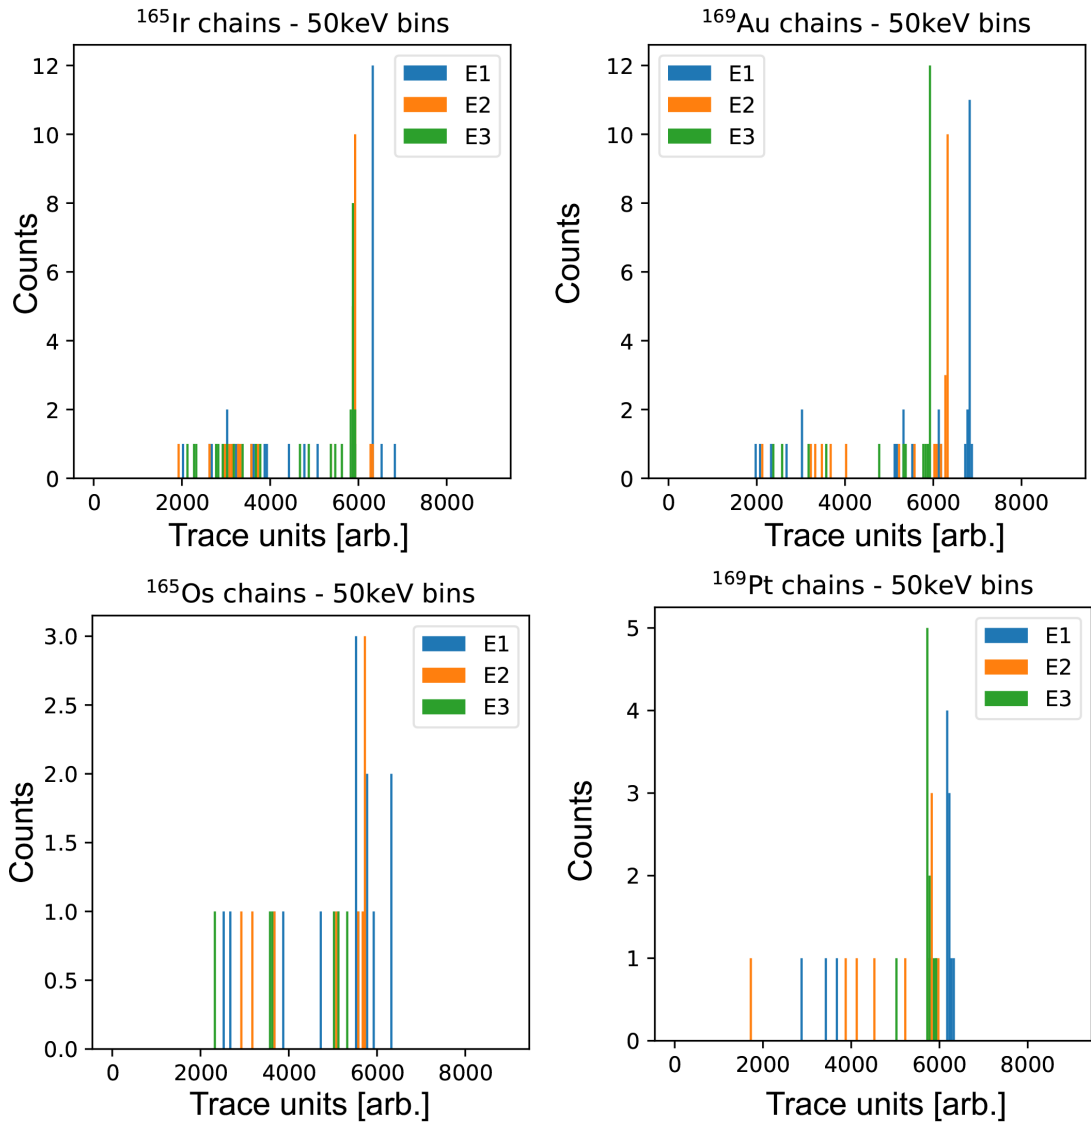 ¹⁶⁵Ir chains - 50keV bins
12
10
8
6
4
2
0
Counts
E1
E2
E3
0 2000 4000 6000 8000
Trace units [arb.]
¹⁶⁹Au chains - 50keV bins
12
10
8
6
4
2
0
Counts
E1
E2
E3
0 2000 4000 6000 8000
Trace units [arb.]
¹⁶⁵Os chains - 50keV bins
3.0
2.5
2.0
1.5
1.0
0.5
0.0
Counts
E1
E2
E3
0 2000 4000 6000 8000
Trace units [arb.]
¹⁶⁹Pt chains - 50keV bins
5
4
3
2
1
0
Counts
E1
E2
E3
0 2000 4000 6000 8000
Trace units [arb.]